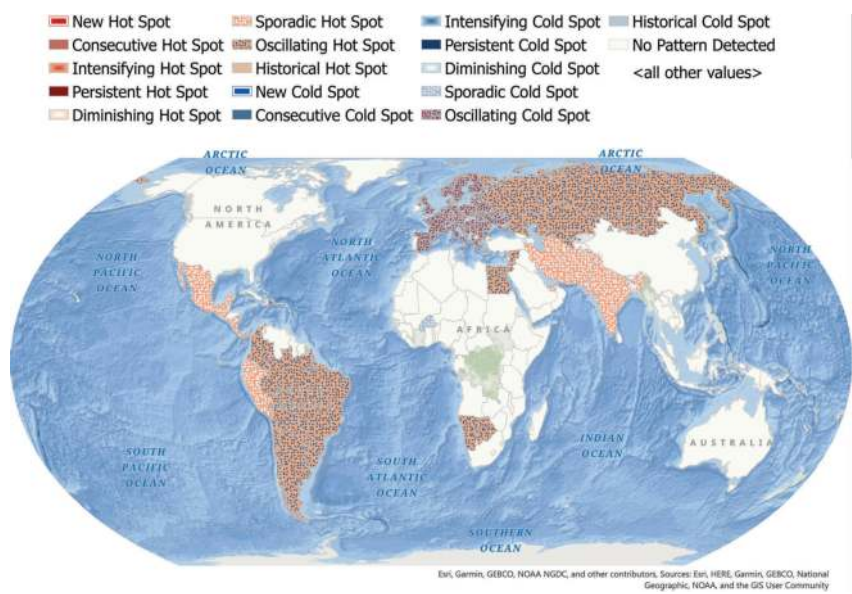 New Hot Spot
Consecutive Hot Spot
Intensifying Hot Spot
Persistent Hot Spot
Diminishing Hot Spot
Sporadic Hot Spot
Oscillating Hot Spot
Historical Hot Spot
New Cold Spot
Consecutive Cold Spot
Intensifying Cold Spot
Persistent Cold Spot
Diminishing Cold Spot
Sporadic Cold Spot
Oscillating Cold Spot
Historical Cold Spot
No Pattern Detected
<all other values>
ARCTIC
OCEAN
ARCTIC
OCEAN
NORTH
AMERICA
NORTH
PACIFIC
OCEAN
NORTH
ATLANTIC
OCEAN
NORTH
PACIFIC
OCEAN
AFRICA
SOUTH
PACIFIC
OCEAN
SOUTH
ATLANTIC
OCEAN
INDIAN
OCEAN
AUSTRALIA
SOUTHERN
OCEAN
Esri, Garmin, GEBCO, NOAA NGDC, and other contributors, Sources: Esri, HERE, Garmin, GEBCO, National
Geographic, NOAA, and the GIS User Community